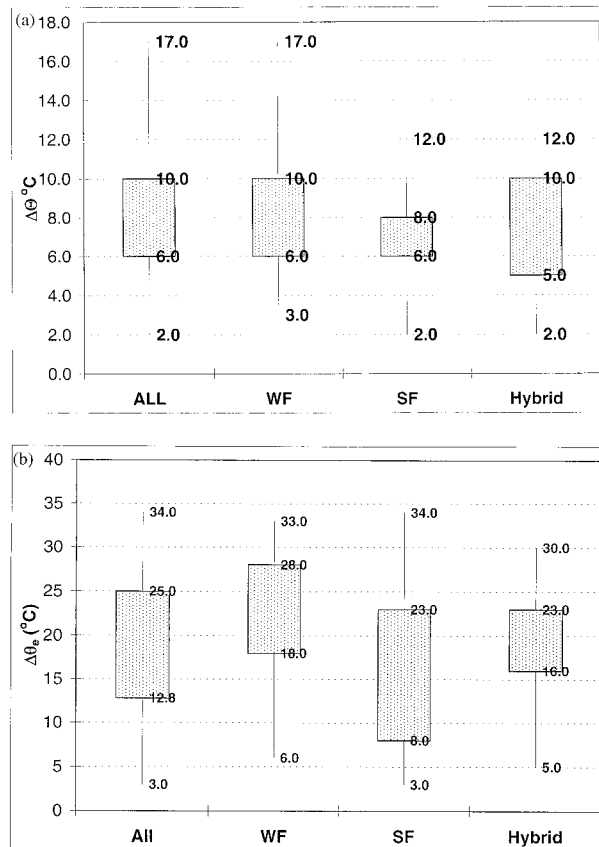 (a)
18.0
17.0 17.0
16.0
14.0
12.0 12.0 12.0
10.0 10.0 10.0 10.0
8.0 8.0
6.0 6.0 6.0 6.0
5.0
4.0
3.0
2.0 2.0 2.0 2.0
0.0
ΔΘ °C
ALL WF SF Hybrid
(b)
40
35
34.0 33.0 34.0
30 30.0
28.0
25 25.0
23.0 23.0
20
18.0
16.0
15
12.8
10
8.0
5 6.0 5.0
3.0 3.0
0
Δθe (°C)
All WF SF Hybrid